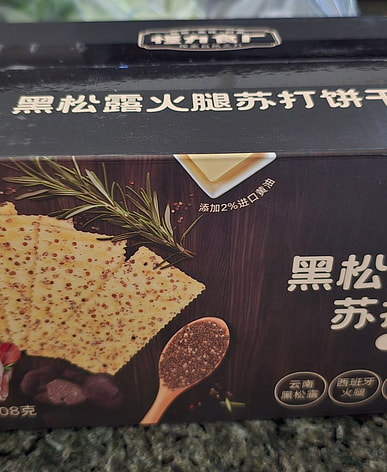 黑松露火腿苏打饼干
添加2%进口黄油
黑松
苏打
云南
黑松露
西班牙
火腿
08克